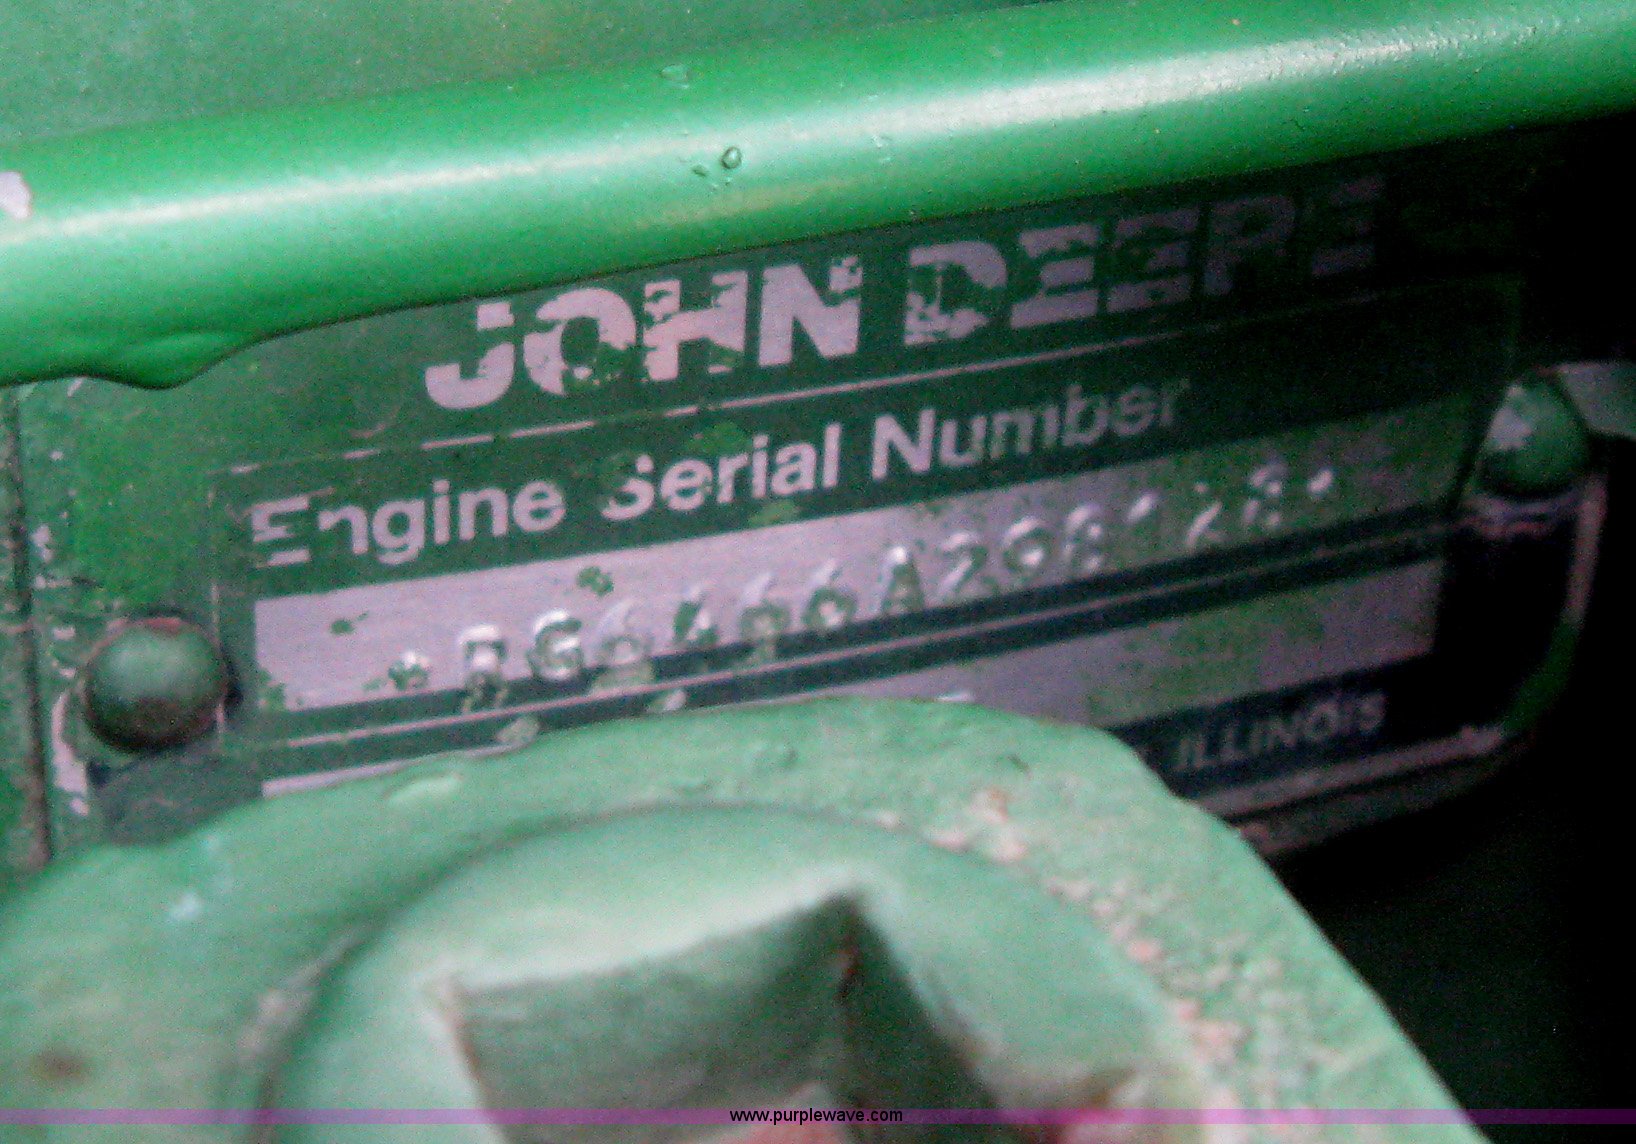 JOHN DEERE
Engine Serial Number
ILLINOIS
www.purplewave.com